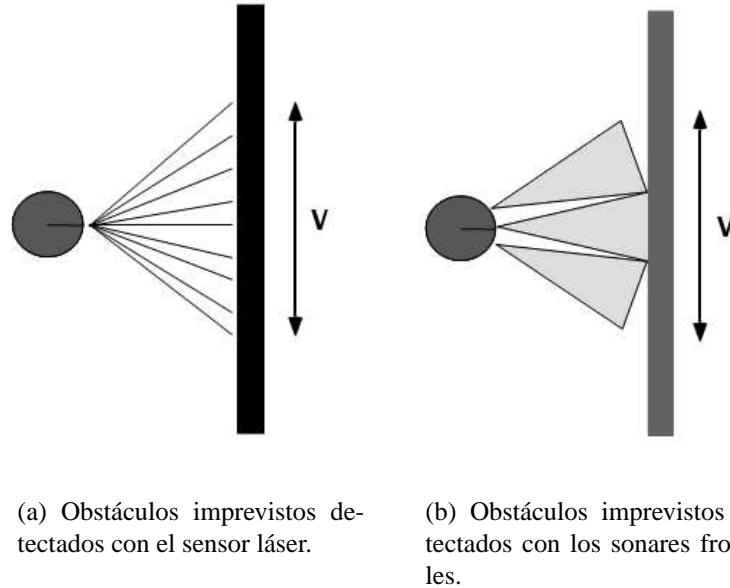 V
V
(a) Obstáculos imprevistos de-
tectados con el sensor láser.
(b) Obstáculos imprevistos
tectados con los sonares fro
les.